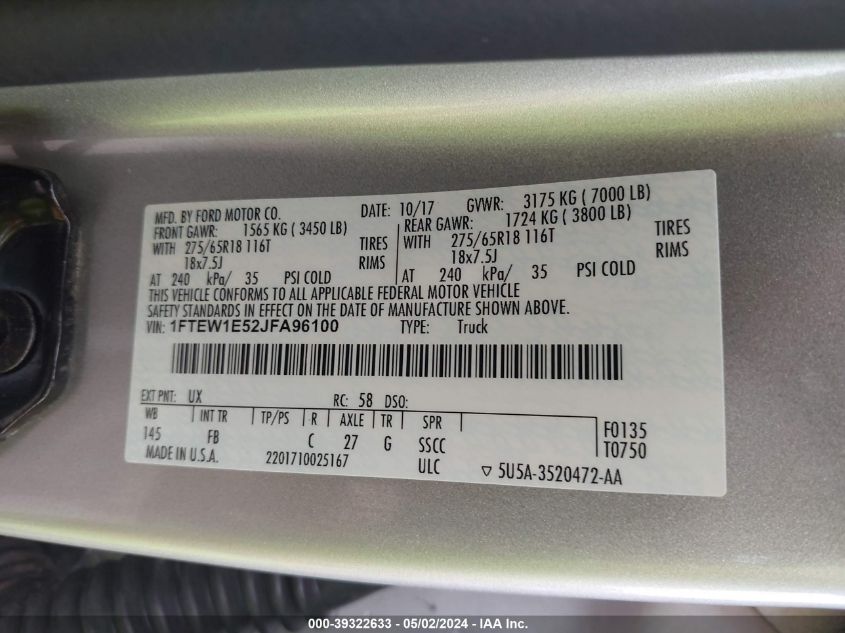 MFD. BY FORD MOTOR CO. DATE: 10/17 GVWR: 3175 KG ( 7000 LB)
FRONT GAWR: 1565 KG ( 3450 LB) REAR GAWR: 1724 KG ( 3800 LB)
WITH 275/65R18 116T TIRES WITH 275/65R18 116T TIRES
18x7.5J RIMS 18x7.5J RIMS
AT 240 kPa/ 35 PSI COLD AT 240 kPa/ 35 PSI COLD
THIS VEHICLE CONFORMS TO ALL APPLICABLE FEDERAL MOTOR VEHICLE
SAFETY STANDARDS IN EFFECT ON THE DATE OF MANUFACTURE SHOWN ABOVE.
VIN: 1FTEW1E52JFA96100 TYPE: Truck
EXT PNT: UX RC: 58 DSO:
WB INT TR TP/PS R AXLE TR SPR F0135
145 FB C 27 G SSCC T0750
MADE IN U.S.A. 2201710025167 ULC ▽ 5U5A-3520472-AA
000-39322633 - 05/02/2024 - IAA Inc.